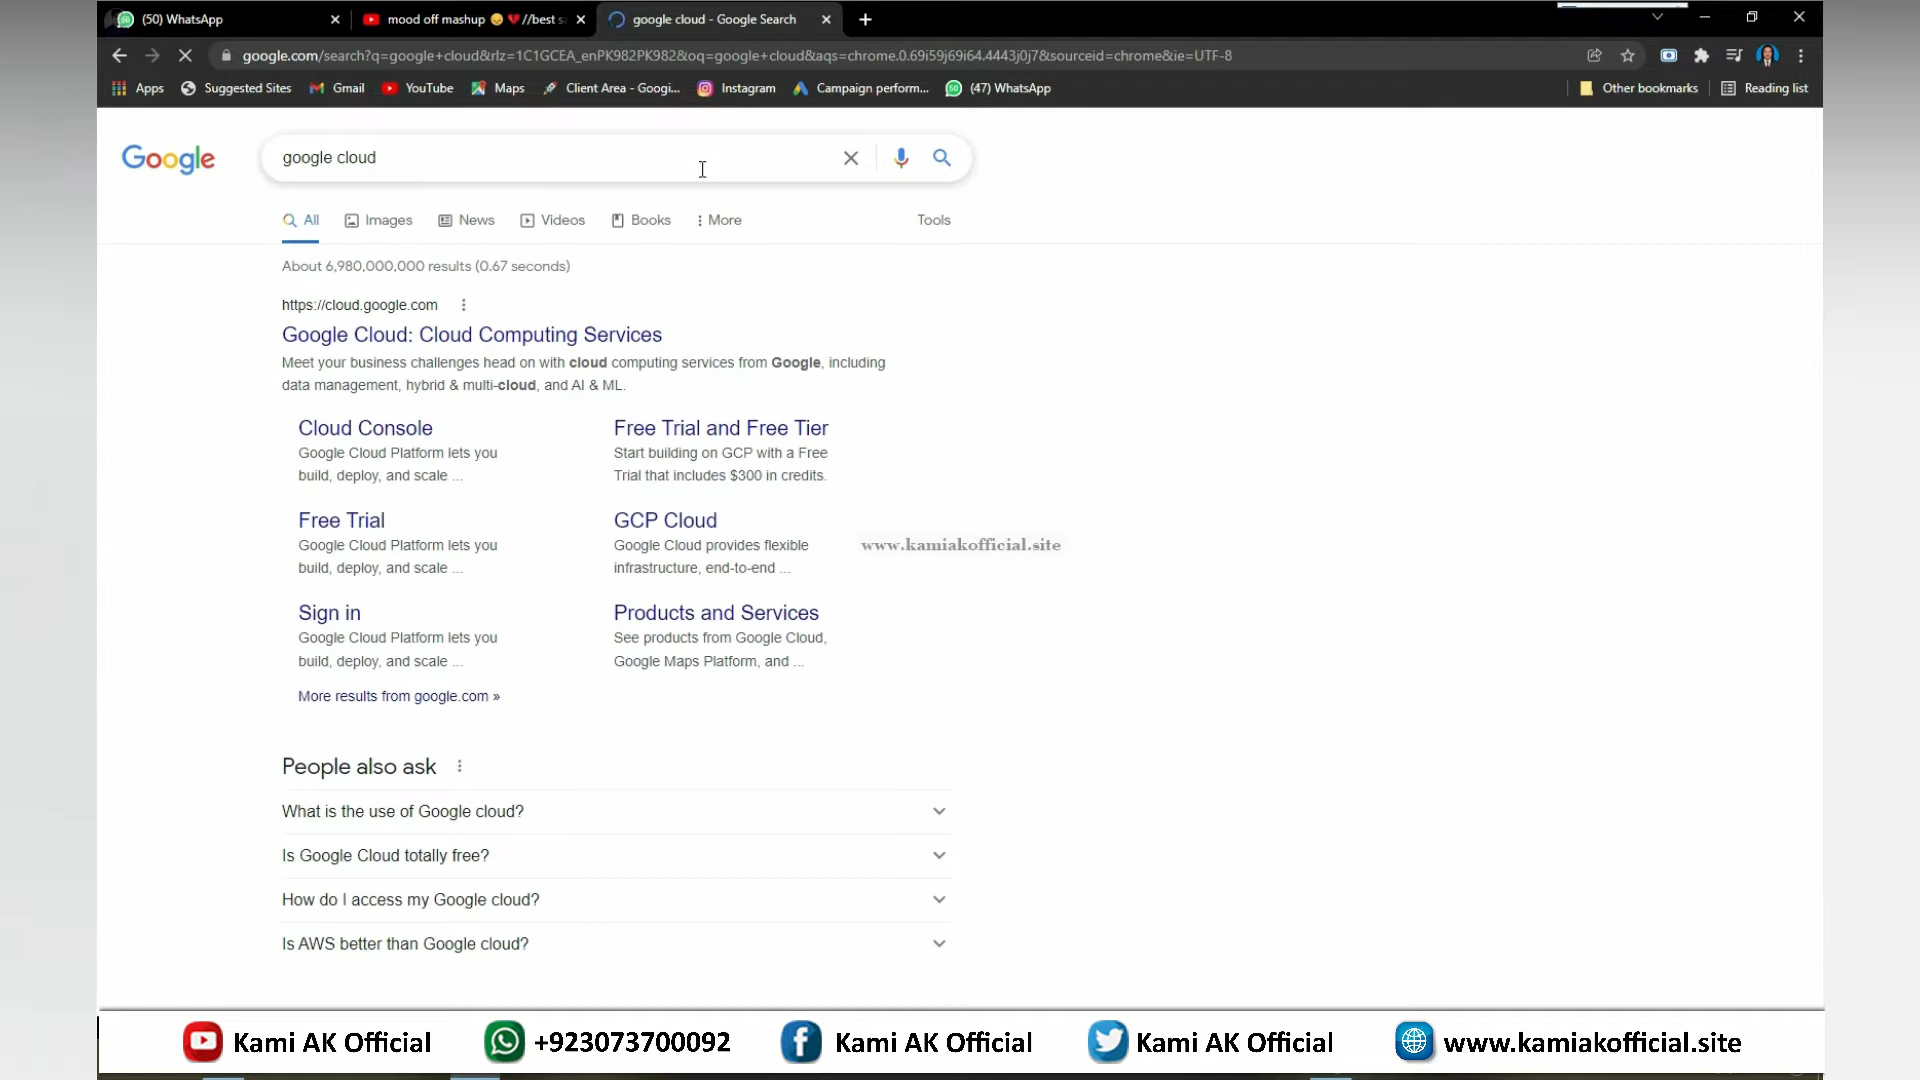 (50) WhatsApp
mood off mashup 😔 💔//best s
google cloud - Google Search
google.com/search?q=google+cloud&rlz=1C1GCEA_enPK982PK982&oq=google+cloud&aqs=chrome.0.69i59j69i64.4443j0j7&sourceid=chrome&ie=UTF-8
Apps
Suggested Sites
Gmail
YouTube
Maps
Client Area - Googi...
Instagram
Campaign perform...
(47) WhatsApp
Other bookmarks
Reading list
Google
google cloud
All
Images
News
Videos
Books
More
Tools
About 6,980,000,000 results (0.67 seconds)
https://cloud.google.com
Google Cloud: Cloud Computing Services
Meet your business challenges head on with cloud computing services from Google, including
data management, hybrid & multi-cloud, and AI & ML.
Cloud Console
Google Cloud Platform lets you
build, deploy, and scale ...
Free Trial and Free Tier
Start building on GCP with a Free
Trial that includes $300 in credits.
Free Trial
Google Cloud Platform lets you
build, deploy, and scale ...
GCP Cloud
Google Cloud provides flexible
infrastructure, end-to-end ...
www.kamiakofficial.site
Sign in
Google Cloud Platform lets you
build, deploy, and scale ...
Products and Services
See products from Google Cloud,
Google Maps Platform, and ...
More results from google.com »
People also ask
What is the use of Google cloud?
Is Google Cloud totally free?
How do I access my Google cloud?
Is AWS better than Google cloud?
Kami AK Official
+923073700092
Kami AK Official
Kami AK Official
www.kamiakofficial.site